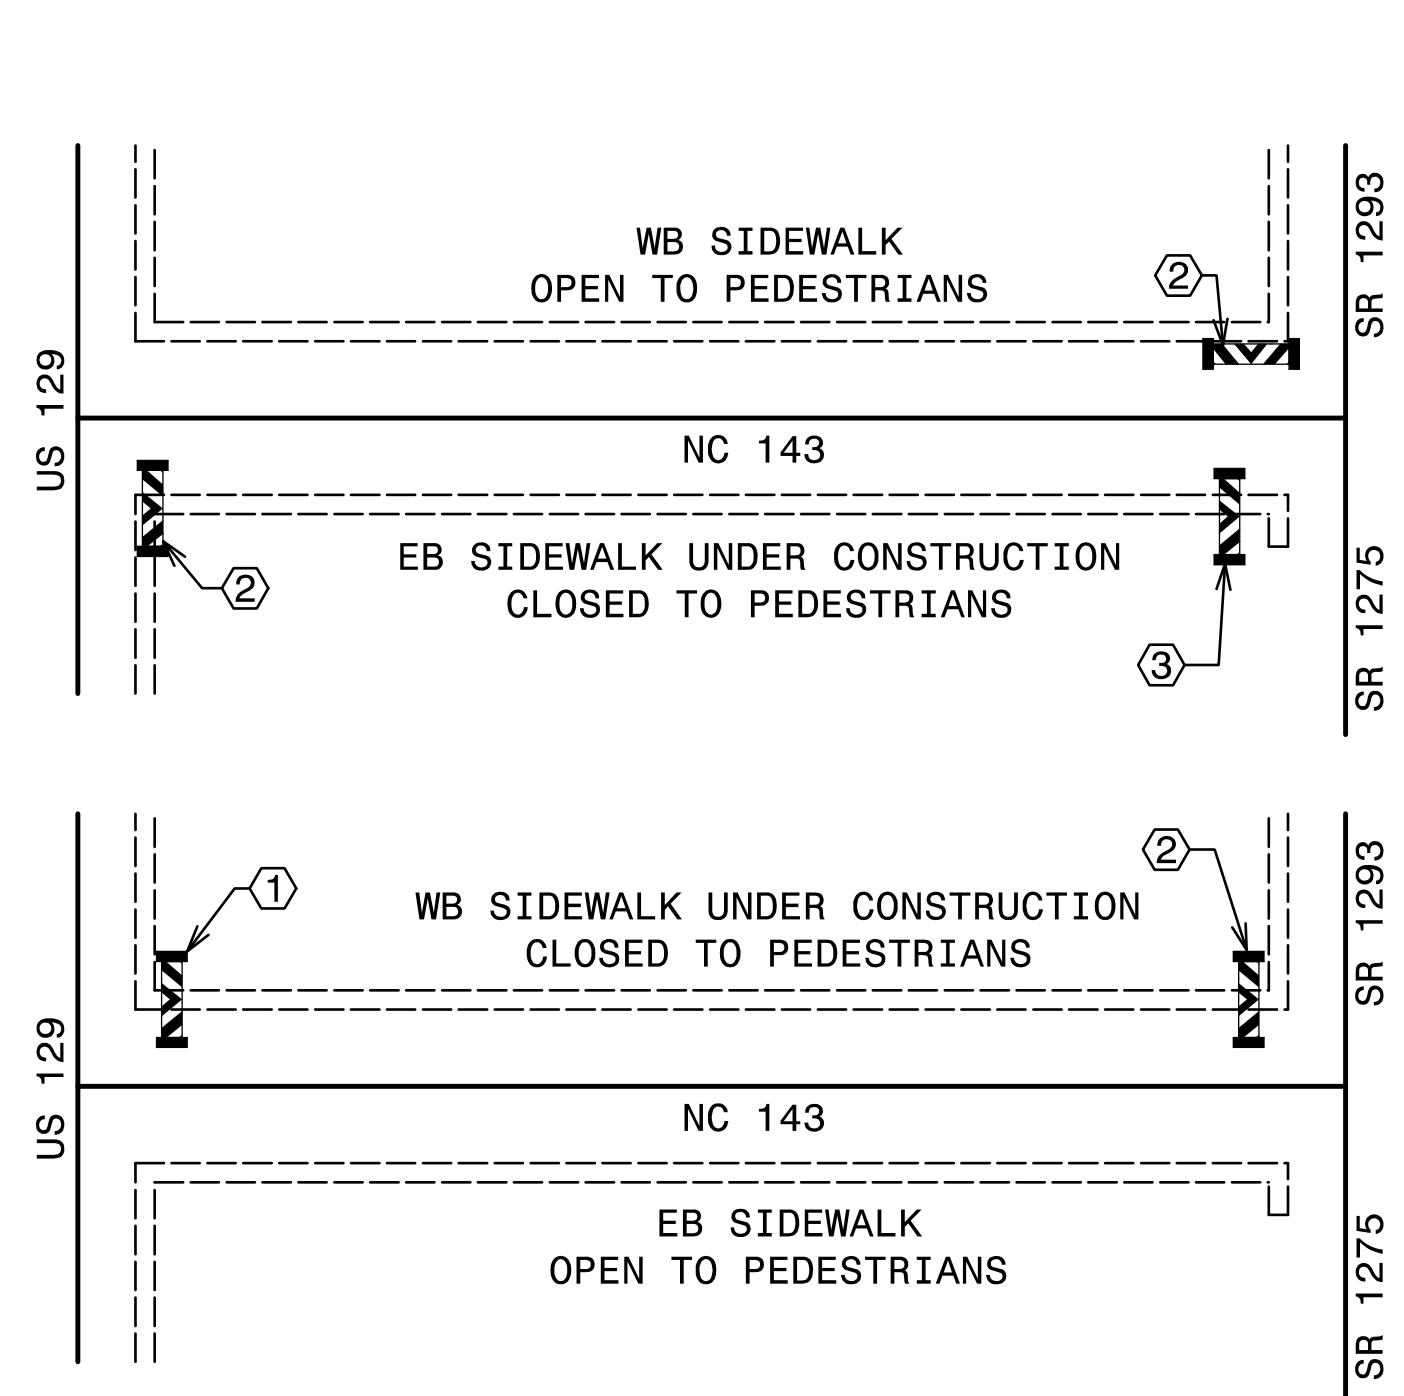 WB SIDEWALK
OPEN TO PEDESTRIANS
2
SR 1293
US 129
NC 143
EB SIDEWALK UNDER CONSTRUCTION
CLOSED TO PEDESTRIANS
2
3
SR 1275
1
2
WB SIDEWALK UNDER CONSTRUCTION
CLOSED TO PEDESTRIANS
SR 1293
US 129
NC 143
EB SIDEWALK
OPEN TO PEDESTRIANS
SR 1275